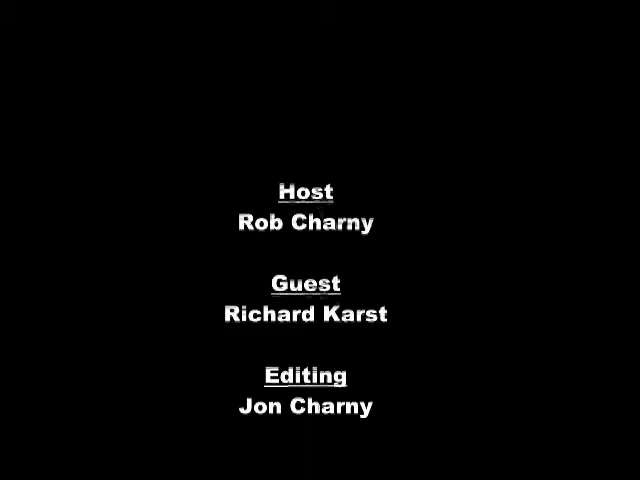 Host
Rob Charny
Guest
Richard Karst
Editing
Jon Charny